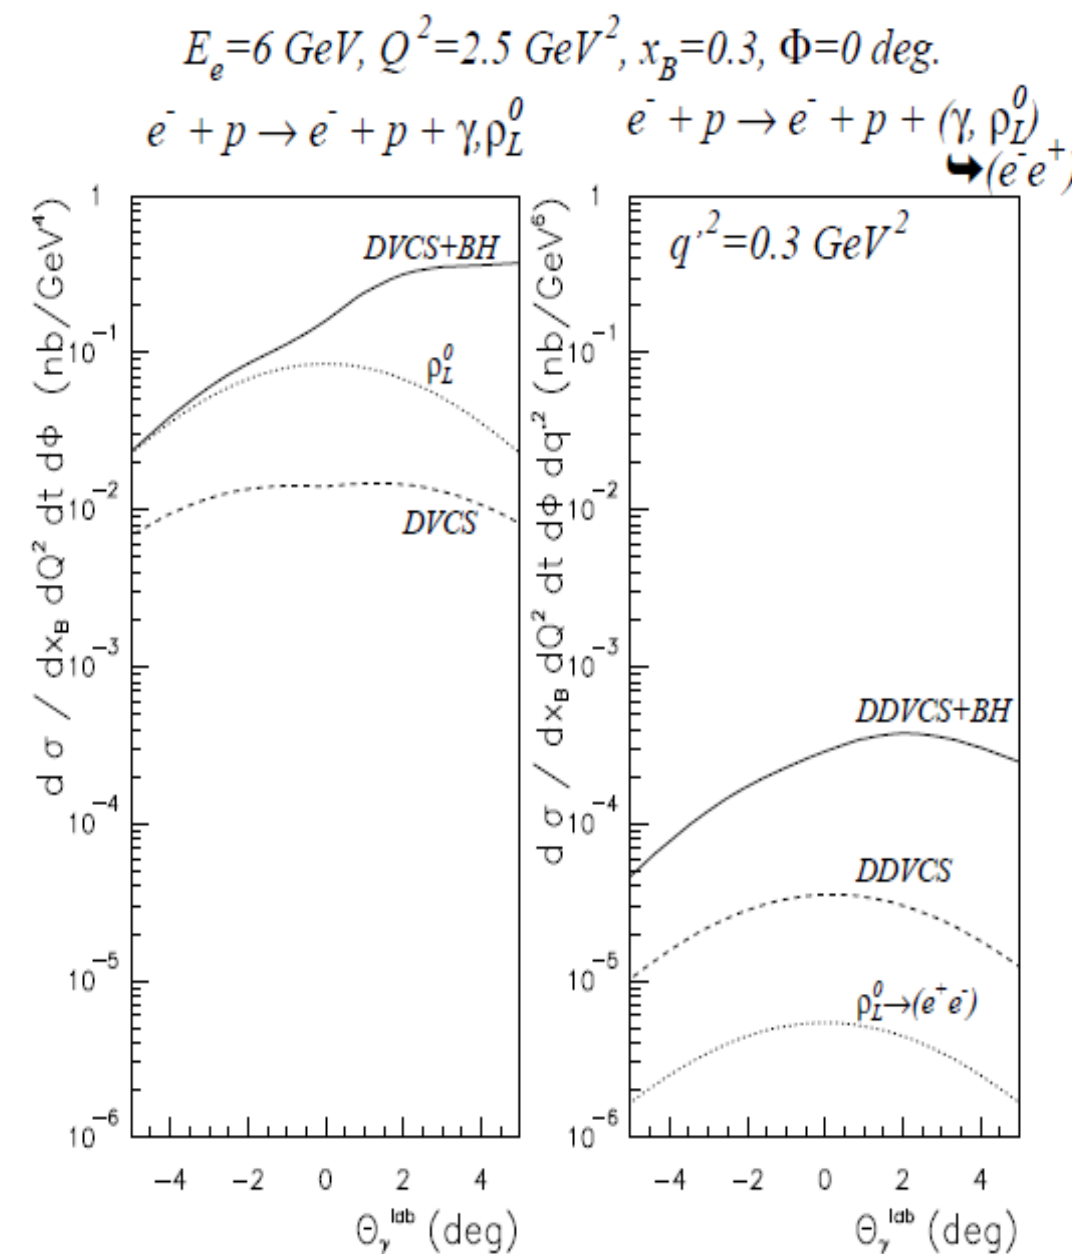 E_e=6 GeV, Q^2=2.5 GeV^2, x_B=0.3, Φ=0 deg.
e^- + p → e^- + p + γ,ρ_L^0
e^- + p → e^- + p + (γ, ρ_L^0)
↳(e^-e^+)
d σ / dx_B dQ^2 dt dϕ (nb/GeV^4)
1
10^-1
10^-2
10^-3
10^-4
10^-5
10^-6
DVCS+BH
ρ_L^0
DVCS
-4 -2 0 2 4
Θ_γ^lab (deg)
d σ / dx_B dQ^2 dt dϕ dq'^2 (nb/GeV^6)
1
10^-1
10^-2
10^-3
10^-4
10^-5
10^-6
q'^2=0.3 GeV^2
DDVCS+BH
DDVCS
ρ_L^0→(e^+e^-)
-4 -2 0 2 4
Θ_γ^lab (deg)